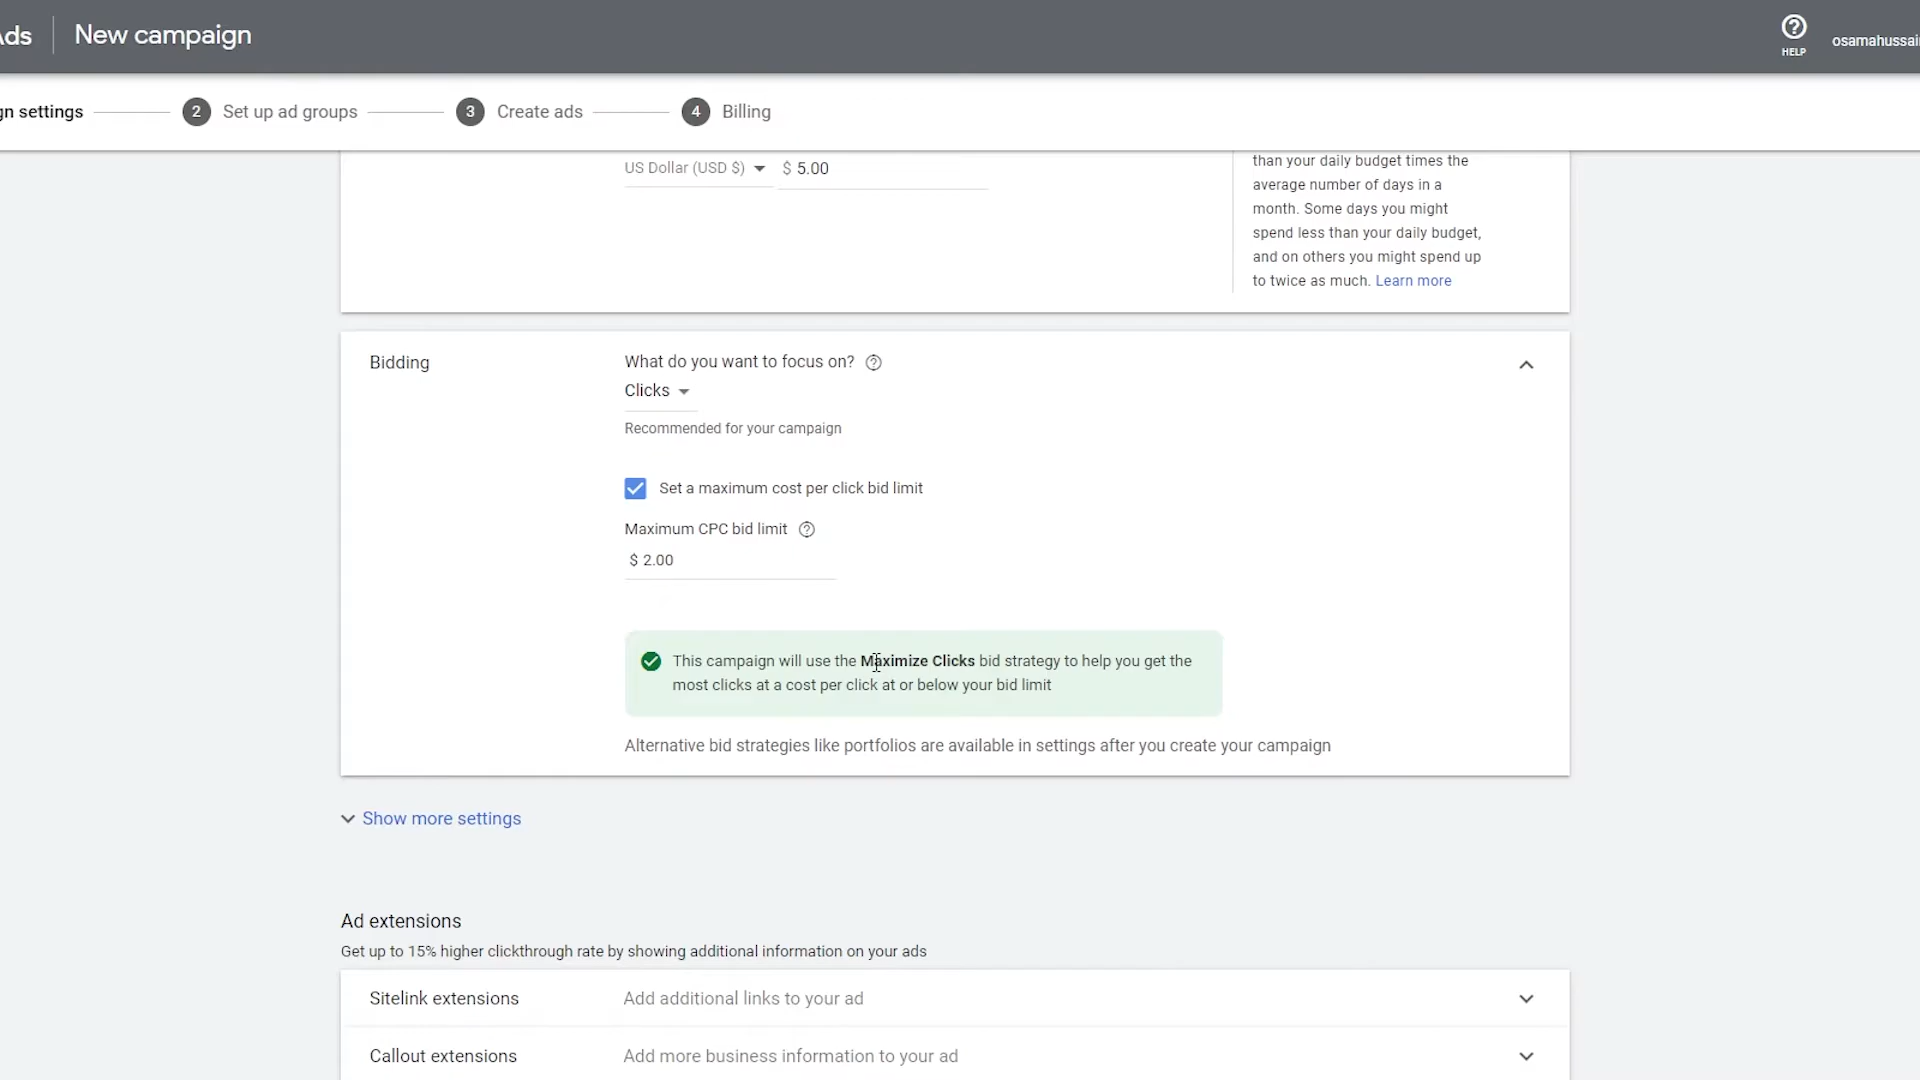 Ads New campaign
HELP
osamahussai
gn settings
2 Set up ad groups
3 Create ads
4 Billing
US Dollar (USD $) $ 5.00
than your daily budget times the
average number of days in a
month. Some days you might
spend less than your daily budget,
and on others you might spend up
to twice as much. Learn more
Bidding
What do you want to focus on?
Clicks
Recommended for your campaign
Set a maximum cost per click bid limit
Maximum CPC bid limit
$ 2.00
This campaign will use the Maximize Clicks bid strategy to help you get the
most clicks at a cost per click at or below your bid limit
Alternative bid strategies like portfolios are available in settings after you create your campaign
Show more settings
Ad extensions
Get up to 15% higher clickthrough rate by showing additional information on your ads
Sitelink extensions Add additional links to your ad
Callout extensions Add more business information to your ad